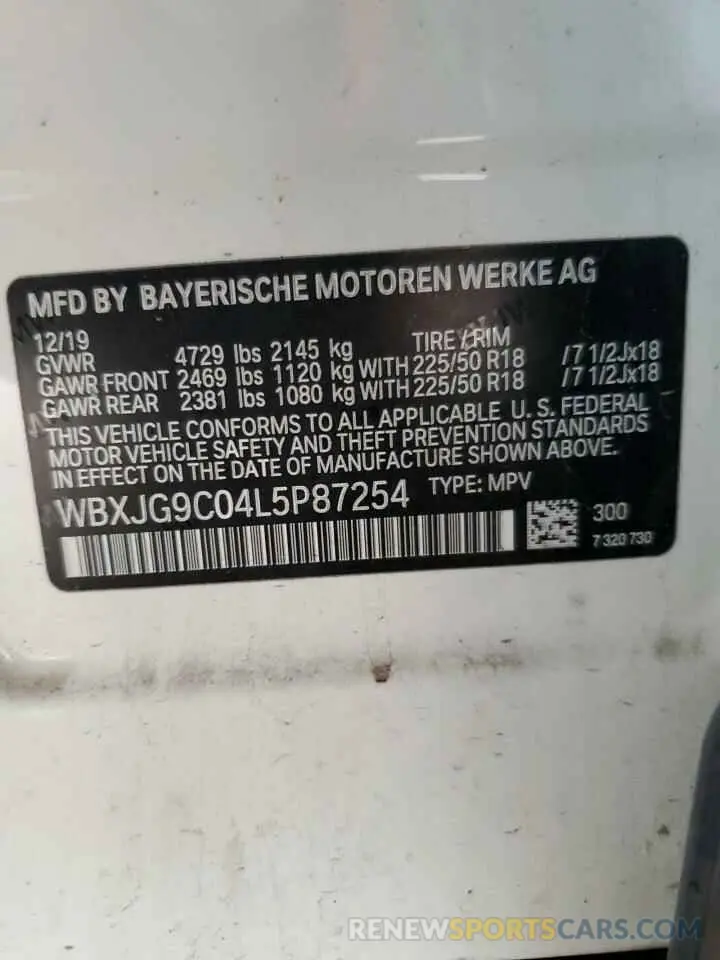 MFD BY BAYERISCHE MOTOREN WERKE AG
12/19 TIRE/RIM
GVWR 4729 lbs 2145 kg
GAWR FRONT 2469 lbs 1120 kg WITH 225/50 R18 /7 1/2Jx18
GAWR REAR 2381 lbs 1080 kg WITH 225/50 R18 /7 1/2Jx18
THIS VEHICLE CONFORMS TO ALL APPLICABLE U. S. FEDERAL
MOTOR VEHICLE SAFETY AND THEFT PREVENTION STANDARDS
IN EFFECT ON THE DATE OF MANUFACTURE SHOWN ABOVE.
WBXJG9C04L5P87254 TYPE: MPV
300
7 320 730
RENEWSPORTSCARS.COM